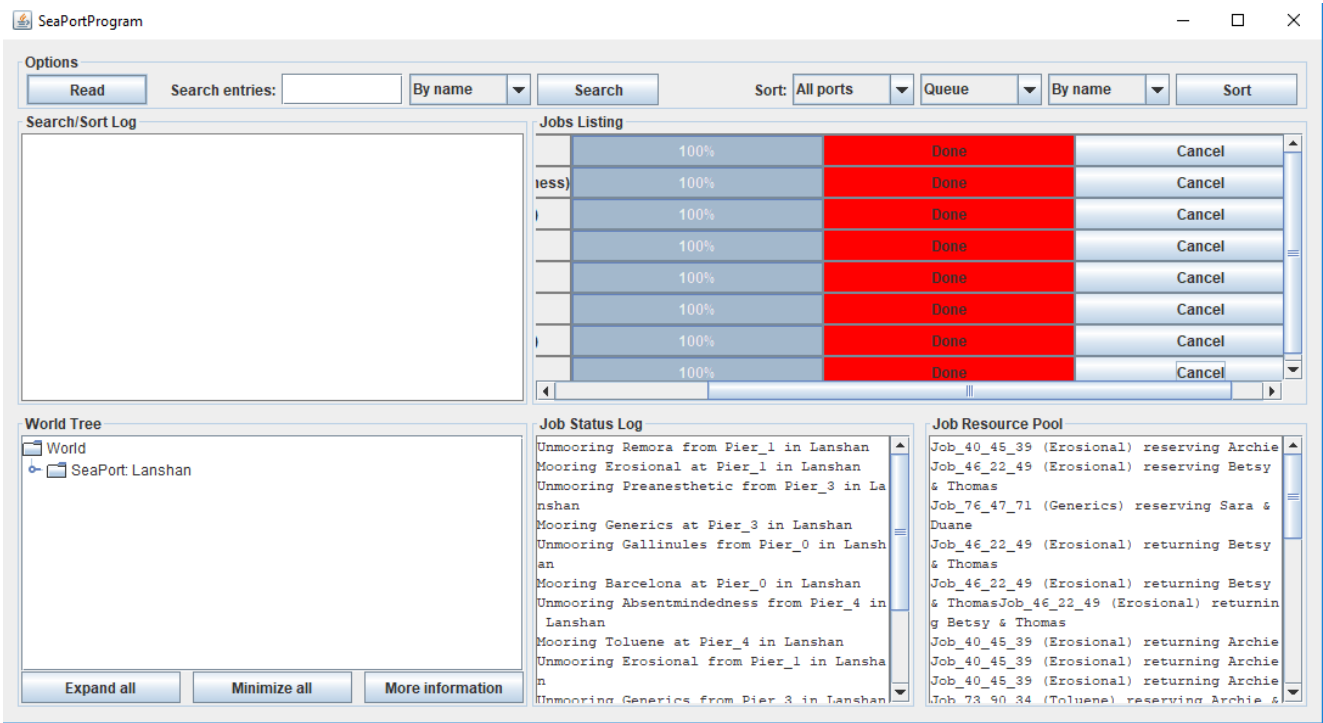 SeaPortProgram
Options
Read Search entries: By name Search Sort: All ports Queue By name Sort
Search/Sort Log
Jobs Listing
100% Done Cancel
ness) 100% Done Cancel
) 100% Done Cancel
100% Done Cancel
100% Done Cancel
100% Done Cancel
) 100% Done Cancel
100% Done Cancel
World Tree
World
SeaPort: Lanshan
Expand all Minimize all More information
Job Status Log
Unmooring Remora from Pier_1 in Lanshan
Mooring Erosional at Pier_1 in Lanshan
Unmooring Preanesthetic from Pier_3 in La
nshan
Mooring Generics at Pier_3 in Lanshan
Unmooring Gallinules from Pier_0 in Lansh
an
Mooring Barcelona at Pier_0 in Lanshan
Unmooring Absentmindedness from Pier_4 in
Lanshan
Mooring Toluene at Pier_4 in Lanshan
Unmooring Erosional from Pier_1 in Lansha
n
Unmooring Generics from Pier_3 in Lanshan
Job Resource Pool
Job_40_45_39 (Erosional) reserving Archie
Job_46_22_49 (Erosional) reserving Betsy
& Thomas
Job_76_47_71 (Generics) reserving Sara &
Duane
Job_46_22_49 (Erosional) returning Betsy
& Thomas
Job_46_22_49 (Erosional) returning Betsy
& ThomasJob_46_22_49 (Erosional) returnin
g Betsy & Thomas
Job_40_45_39 (Erosional) returning Archie
Job_40_45_39 (Erosional) returning Archie
Job_40_45_39 (Erosional) returning Archie
Job_73_90_34 (Toluene) reserving Archie &